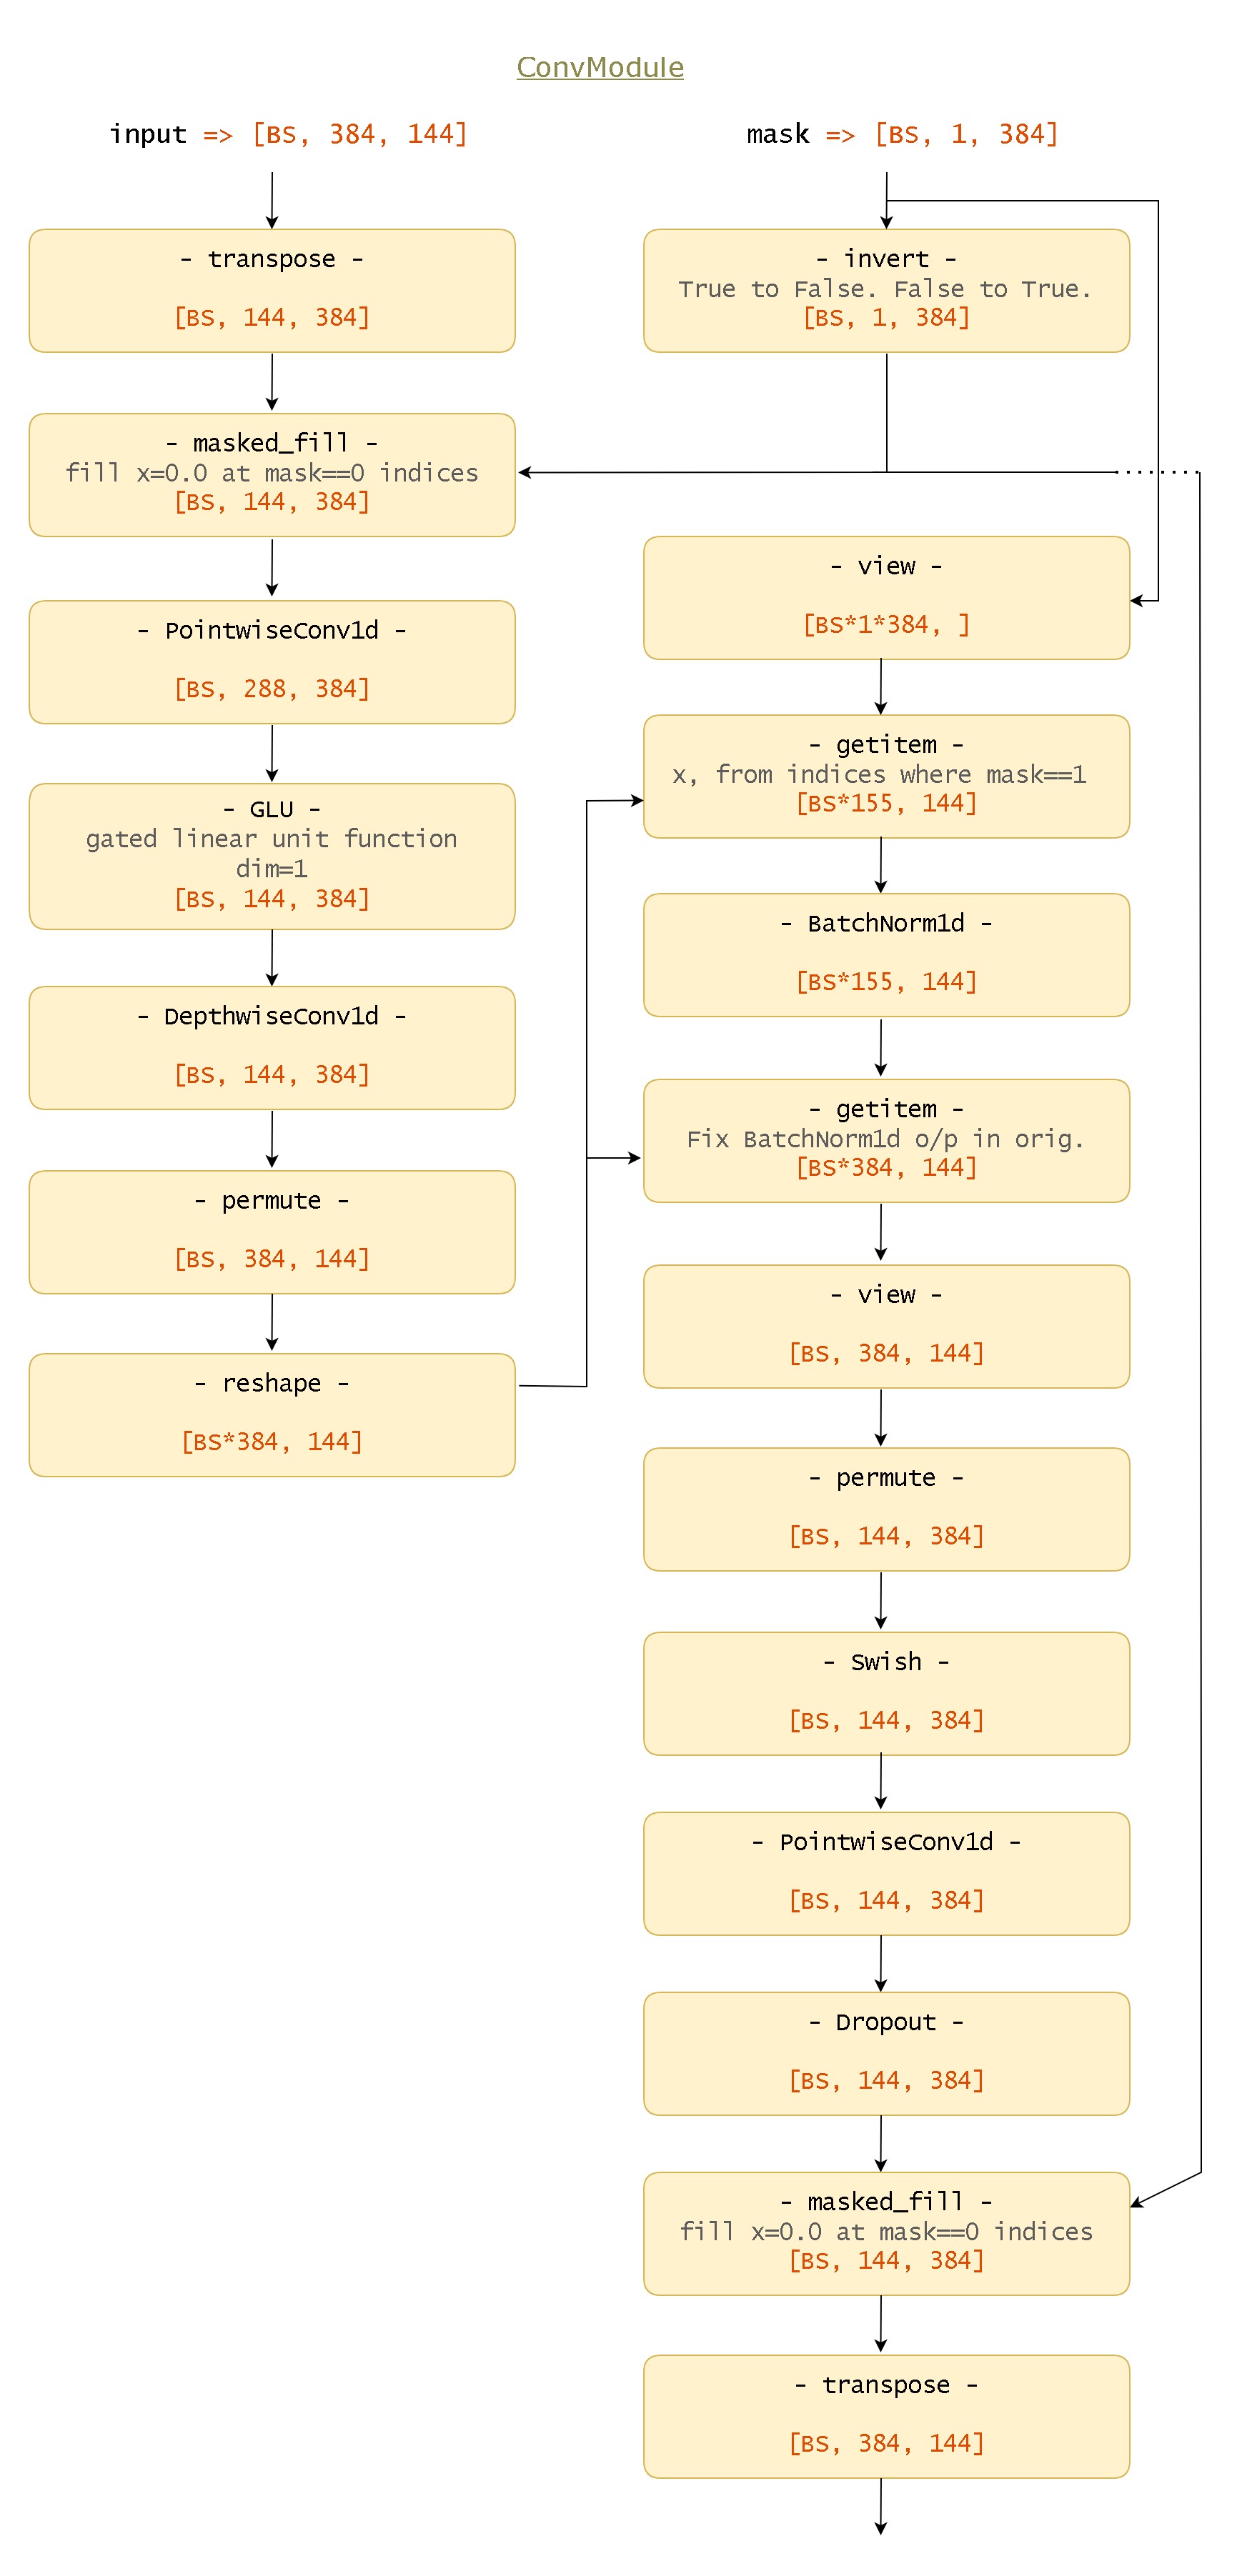 ConvModule
input => [BS, 384, 144]
- transpose -
[BS, 144, 384]
- masked_fill -
fill x=0.0 at mask==0 indices
[BS, 144, 384]
- PointwiseConv1d -
[BS, 288, 384]
- GLU -
gated linear unit function
dim=1
[BS, 144, 384]
- DepthwiseConv1d -
[BS, 144, 384]
- permute -
[BS, 384, 144]
- reshape -
[BS*384, 144]
mask => [BS, 1, 384]
- invert -
True to False. False to True.
[BS, 1, 384]
- view -
[BS*1*384, ]
- getitem -
x, from indices where mask==1
[BS*155, 144]
- BatchNorm1d -
[BS*155, 144]
- getitem -
Fix BatchNorm1d o/p in orig.
[BS*384, 144]
- view -
[BS, 384, 144]
- permute -
[BS, 144, 384]
- Swish -
[BS, 144, 384]
- PointwiseConv1d -
[BS, 144, 384]
- Dropout -
[BS, 144, 384]
- masked_fill -
fill x=0.0 at mask==0 indices
[BS, 144, 384]
- transpose -
[BS, 384, 144]